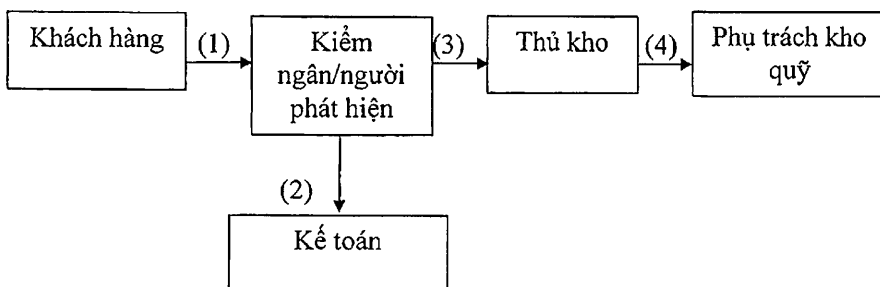 Khách hàng
(1)
Kiểm
ngân/người
phát hiện
(3)
Thủ kho
(4)
Phụ trách kho
quỹ
(2)
Kế toán